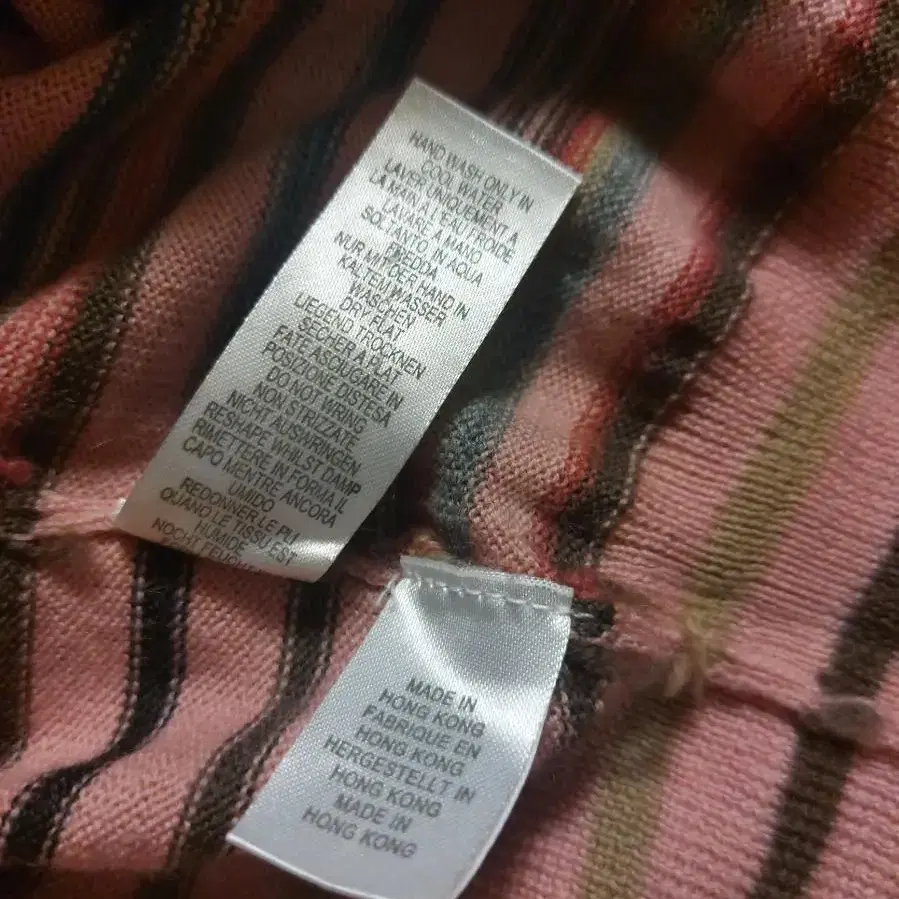 HAND WASH ONLY IN
COOL WATER
LAVER UNIQUEMENT A
LA MAIN A L'EAU FROIDE
LAVARE A MANO
SOLTANTO IN AQUA
FREDDA
NUR MIT DER HAND IN
KALTEM WASSER
WASCHEN
DRY FLAT
LIEGEND TROCKNEN
SECHER A PLAT
FATE ASCIUGARE IN
POSIZIONE DISTESA
DO NOT WRING
NON STRIZZATE
NICHT AUSWRINGEN
RESHAPE WHILST DAMP
RIMETTERE IN FORMA IL
CAPO MENTRE ANCORA
UMIDO
REDONNER LE PLI
QUAND LE TISSU EST
HUMIDE
NOCH
MADE IN
HONG KONG
FABRIQUE EN
HONG KONG
HERGESTELLT IN
HONG KONG
MADE IN
HONG KONG